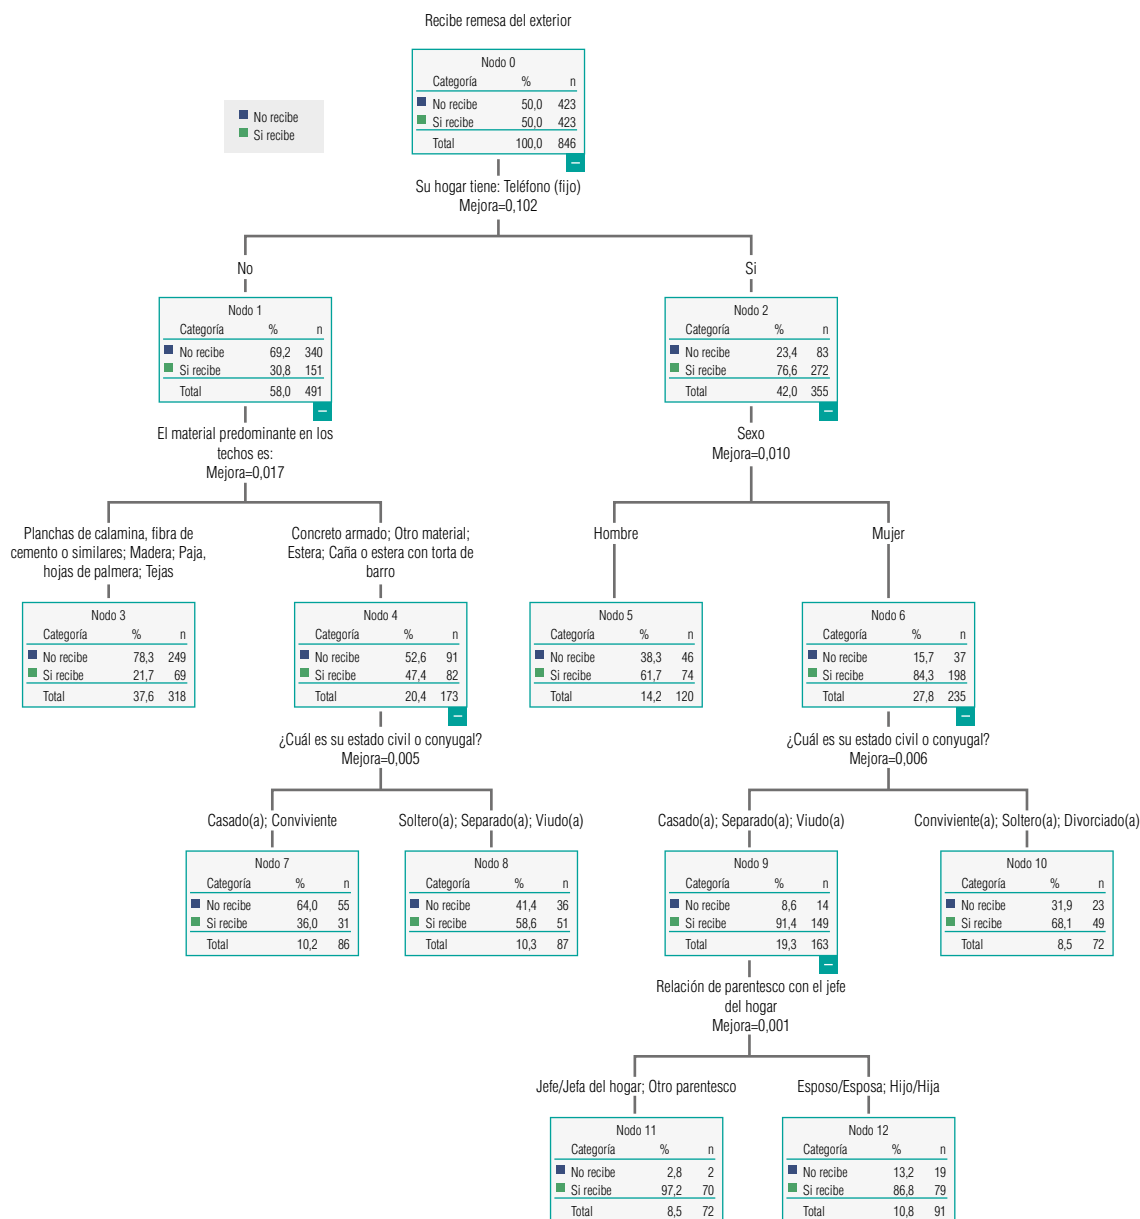 Recibe remesa del exterior
Nodo 0
Categoría % n
No recibe 50,0 423
Si recibe 50,0 423
Total 100,0 846
No recibe
Si recibe
Su hogar tiene: Teléfono (fijo)
Mejora=0,102
No
Si
Nodo 1
Categoría % n
No recibe 69,2 340
Si recibe 30,8 151
Total 58,0 491
Nodo 2
Categoría % n
No recibe 23,4 83
Si recibe 76,6 272
Total 42,0 355
El material predominante en los
techos es:
Mejora=0,017
Sexo
Mejora=0,010
Planchas de calamina, fibra de
cemento o similares; Madera; Paja,
hojas de palmera; Tejas
Concreto armado; Otro material;
Estera; Caña o estera con torta de
barro
Hombre
Mujer
Nodo 3
Categoría % n
No recibe 78,3 249
Si recibe 21,7 69
Total 37,6 318
Nodo 4
Categoría % n
No recibe 52,6 91
Si recibe 47,4 82
Total 20,4 173
Nodo 5
Categoría % n
No recibe 38,3 46
Si recibe 61,7 74
Total 14,2 120
Nodo 6
Categoría % n
No recibe 15,7 37
Si recibe 84,3 198
Total 27,8 235
¿Cuál es su estado civil o conyugal?
Mejora=0,005
¿Cuál es su estado civil o conyugal?
Mejora=0,006
Casado(a); Conviviente
Soltero(a); Separado(a); Viudo(a)
Casado(a); Separado(a); Viudo(a)
Conviviente(a); Soltero(a); Divorciado(a)
Nodo 7
Categoría % n
No recibe 64,0 55
Si recibe 36,0 31
Total 10,2 86
Nodo 8
Categoría % n
No recibe 41,4 36
Si recibe 58,6 51
Total 10,3 87
Nodo 9
Categoría % n
No recibe 8,6 14
Si recibe 91,4 149
Total 19,3 163
Nodo 10
Categoría % n
No recibe 31,9 23
Si recibe 68,1 49
Total 8,5 72
Relación de parentesco con el jefe
del hogar
Mejora=0,001
Jefe/Jefa del hogar; Otro parentesco
Esposo/Esposa; Hijo/Hija
Nodo 11
Categoría % n
No recibe 2,8 2
Si recibe 97,2 70
Total 8,5 72
Nodo 12
Categoría % n
No recibe 13,2 19
Si recibe 86,8 79
Total 10,8 91